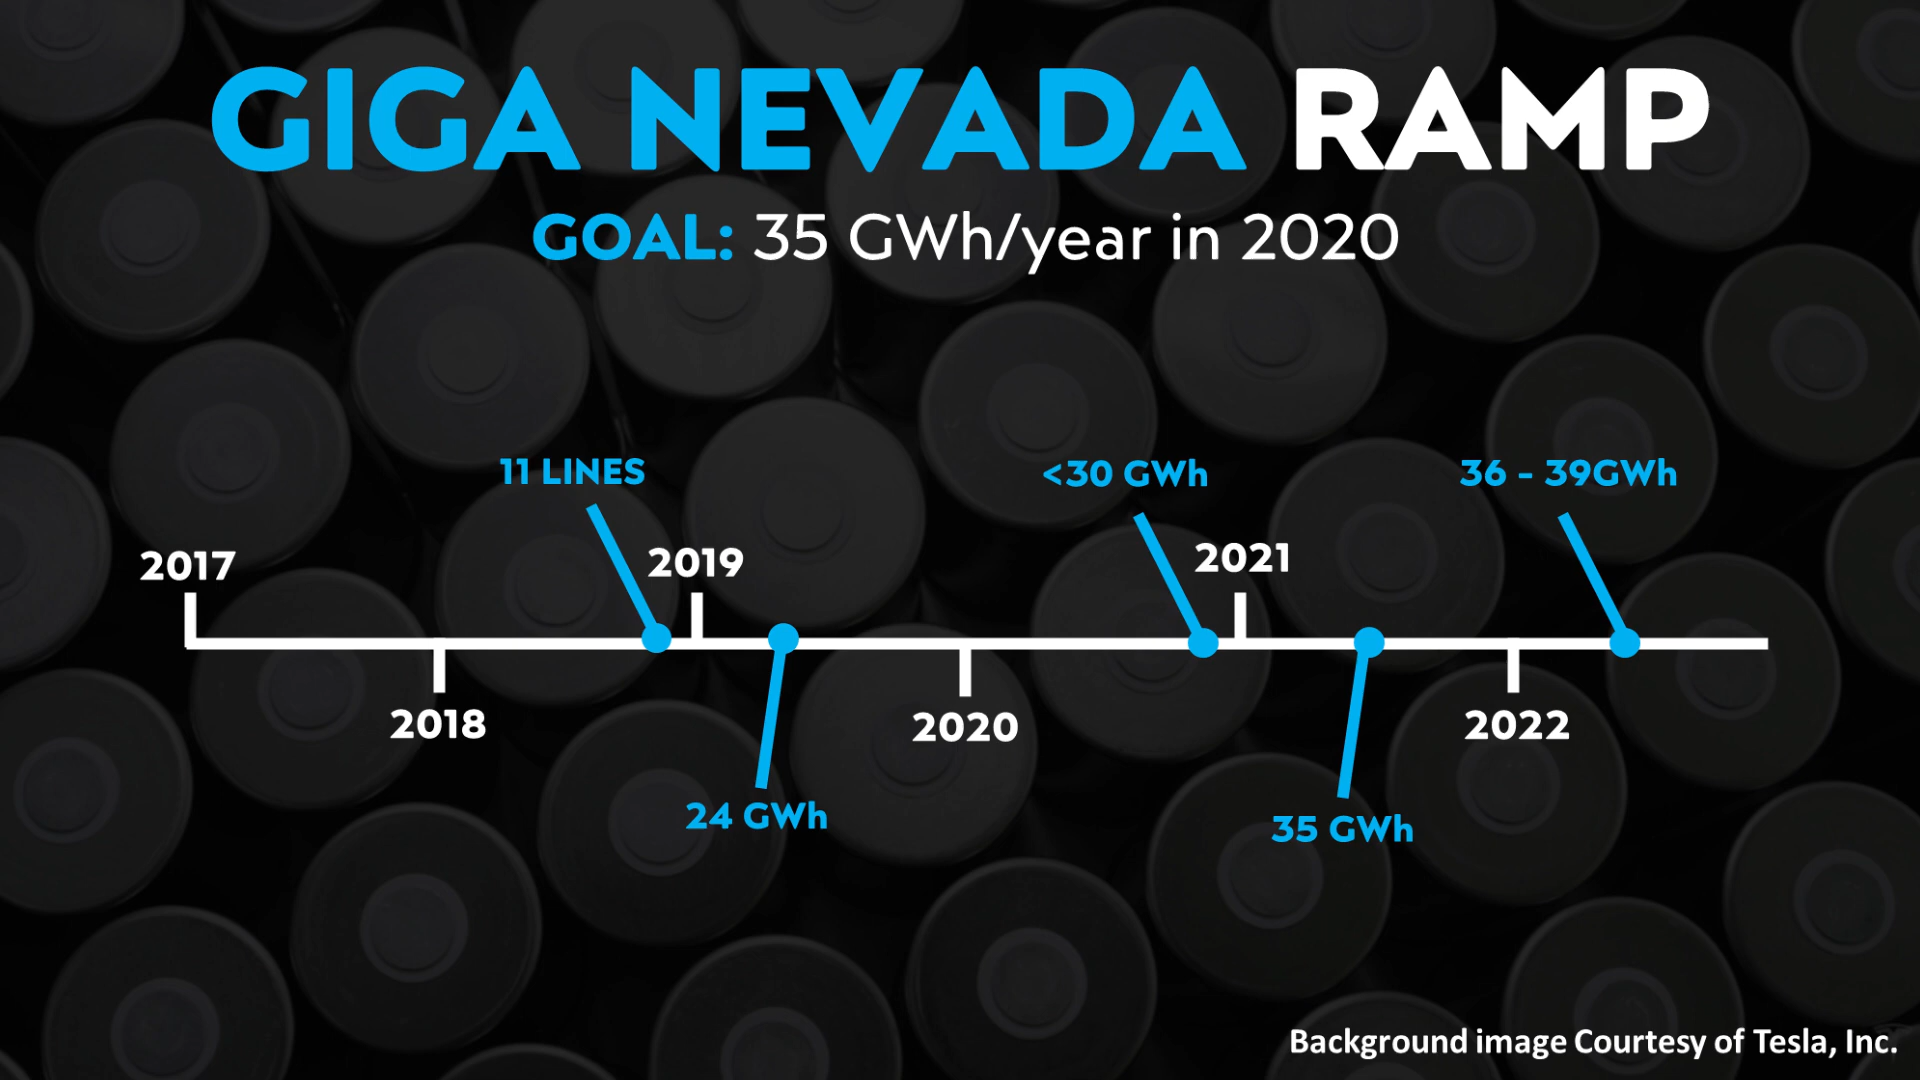 GIGA NEVADA RAMP
GOAL: 35 GWh/year in 2020
11 LINES
<30 GWh
36 - 39GWh
2017
2019
2021
2018
2020
2022
24 GWh
35 GWh
Background image Courtesy of Tesla, Inc.